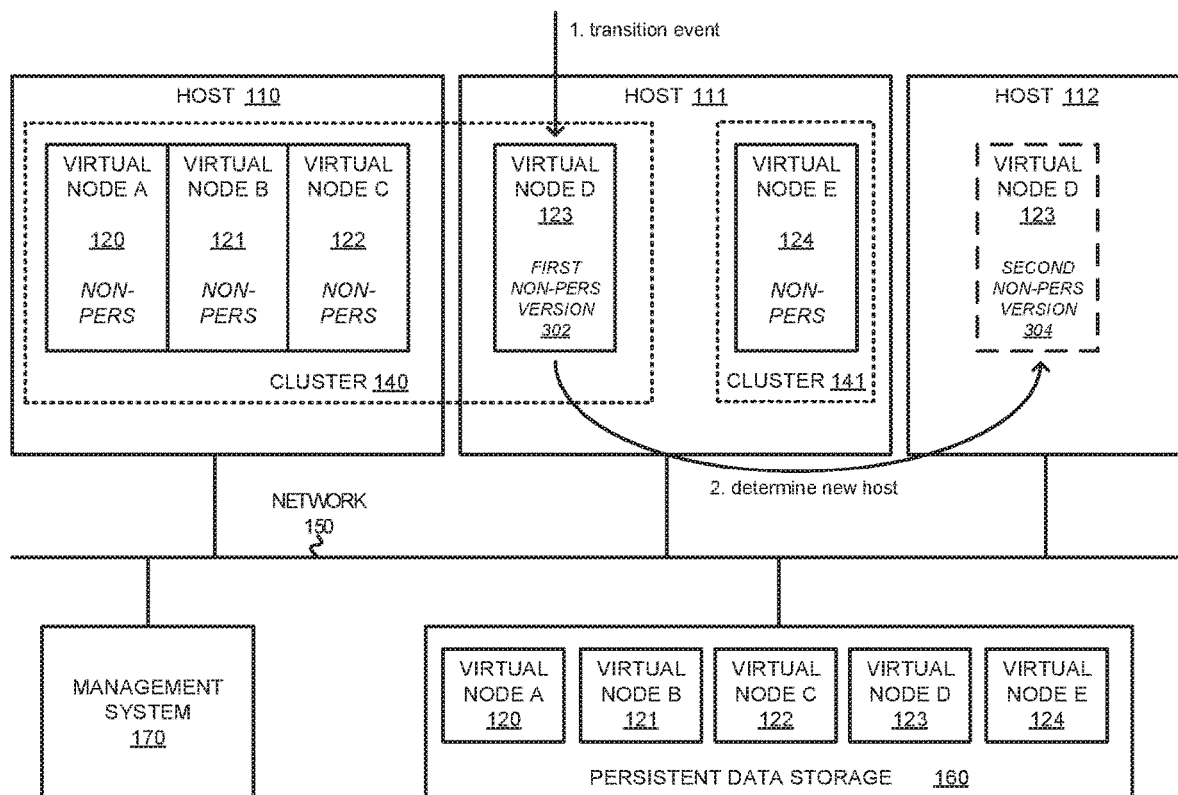 1. transition event
HOST 110
HOST 111
HOST 112
VIRTUAL
NODE A
120
NON-
PERS
VIRTUAL
NODE B
121
NON-
PERS
VIRTUAL
NODE C
122
NON-
PERS
CLUSTER 140
VIRTUAL
NODE D
123
FIRST
NON-PERS
VERSION
302
VIRTUAL
NODE E
124
NON-
PERS
CLUSTER 141
VIRTUAL
NODE D
123
SECOND
NON-PERS
VERSION
304
2. determine new host
NETWORK
150
MANAGEMENT
SYSTEM
170
VIRTUAL
NODE A
120
VIRTUAL
NODE B
121
VIRTUAL
NODE C
122
VIRTUAL
NODE D
123
VIRTUAL
NODE E
124
PERSISTENT DATA STORAGE 160